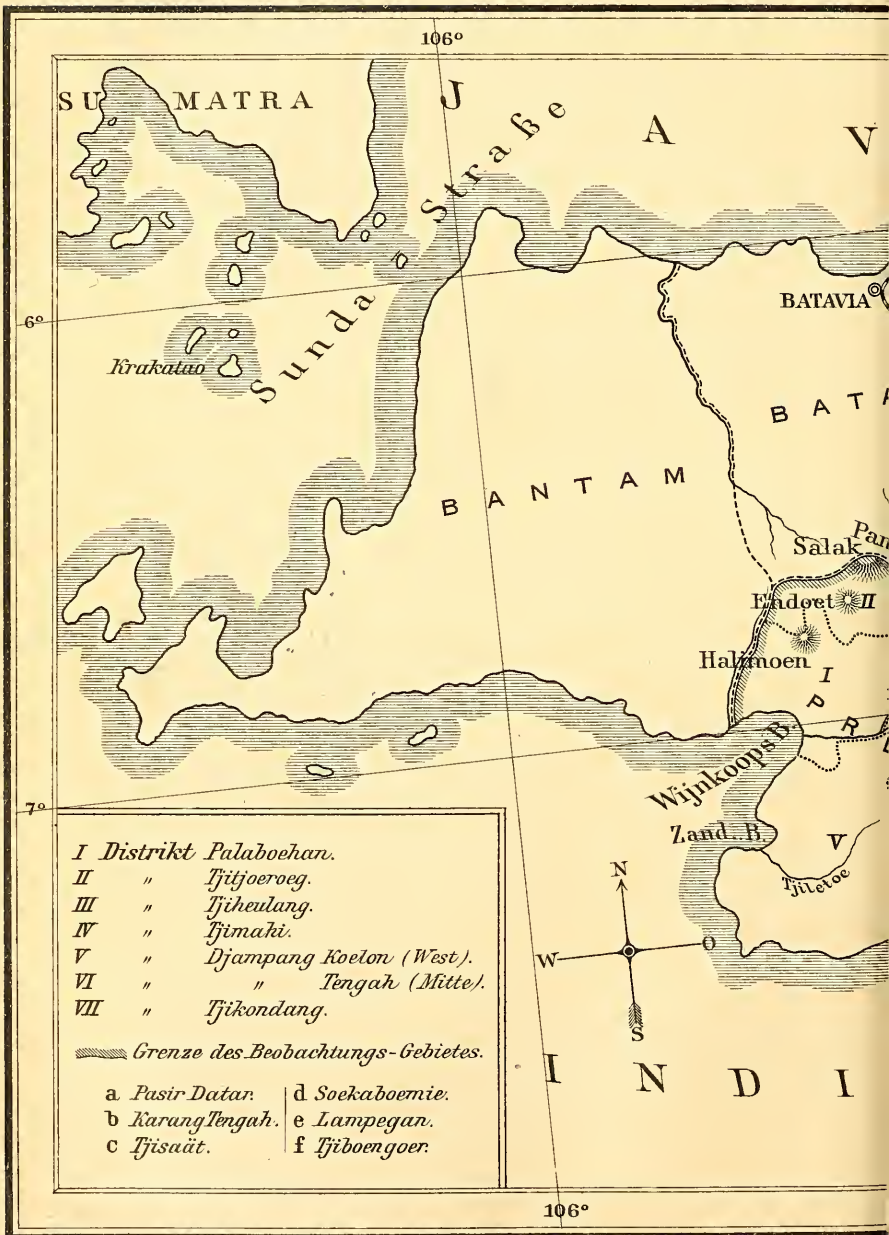 106°
SUMATRA
J A V
Sunda Straße
6°
BATAVIA
Krakatao
B A T A
B A N T A M
Salak Pan
Endoet II
Halimoen
I
P R
Wijnkoops B.
7°
Zand. B.
V
Tjiletoe
N
W O
S
I Distrikt Palaboehan.
II " Tjitjoeroeg.
III " Tjiheulang.
IV " Tjimahi.
V " Djampang Koelon (West).
VI " " Tengah (Mitte).
VII " Tjikondang.
Grenze des Beobachtungs-Gebietes.
a Pasir Datar. d Soekaboemie.
b Karang Tengah. e Lampegan.
c Tjisaät. f Tjiboengoer.
I N D I
106°